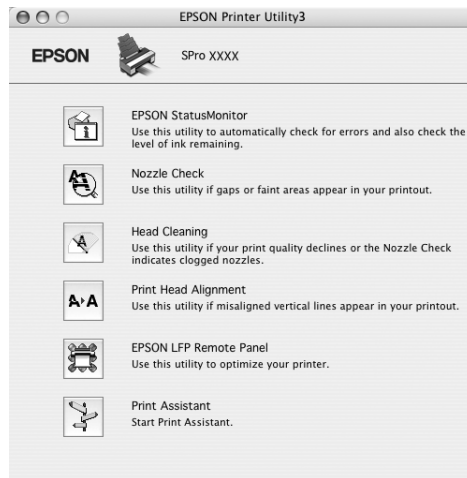 EPSON Printer Utility3
EPSON SPro XXXX
EPSON StatusMonitor
Use this utility to automatically check for errors and also check the
level of ink remaining.
Nozzle Check
Use this utility if gaps or faint areas appear in your printout.
Head Cleaning
Use this utility if your print quality declines or the Nozzle Check
indicates clogged nozzles.
Print Head Alignment
Use this utility if misaligned vertical lines appear in your printout.
EPSON LFP Remote Panel
Use this utility to optimize your printer.
Print Assistant
Start Print Assistant.